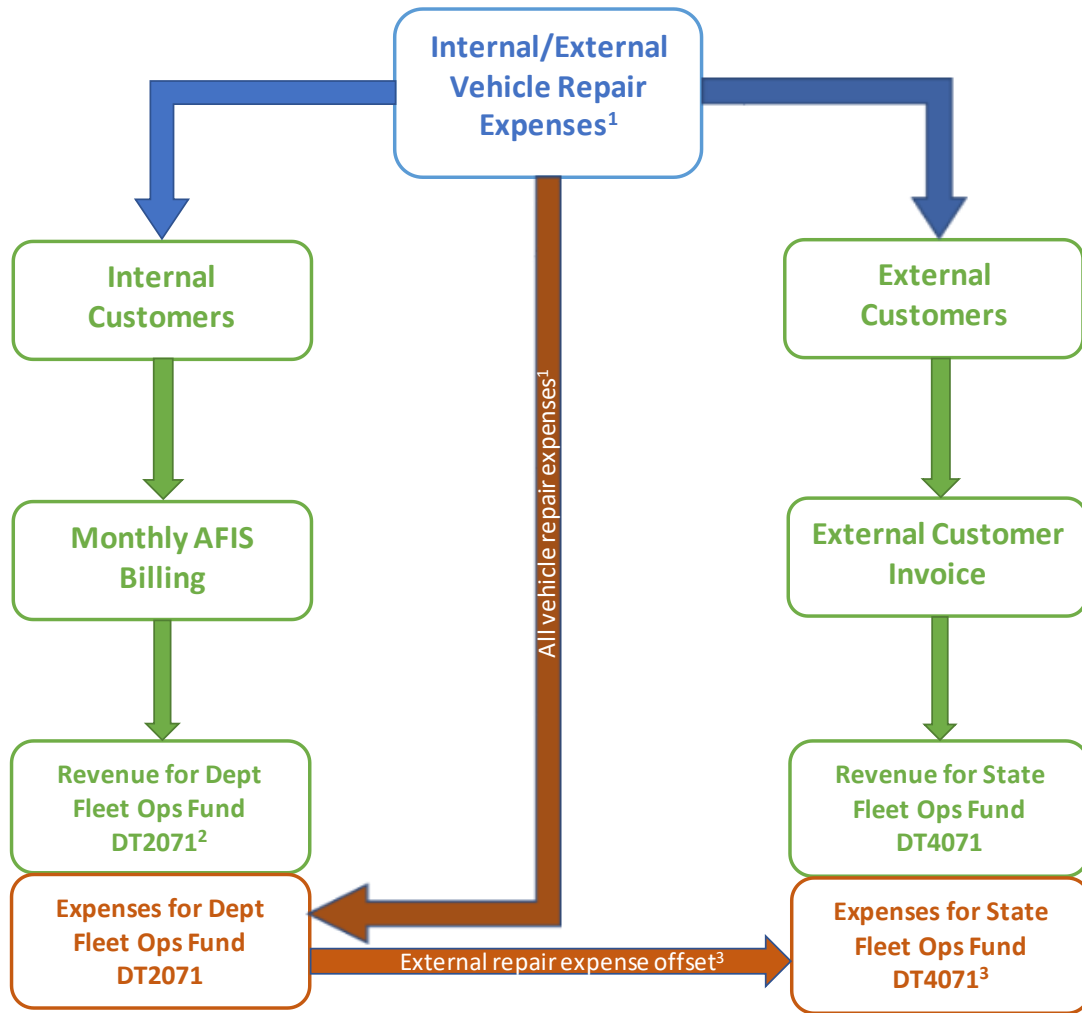 Internal/External
Vehicle Repair
Expenses¹
Internal
Customers
External
Customers
All vehicle repair expenses¹
Monthly AFIS
Billing
External Customer
Invoice
Revenue for Dept
Fleet Ops Fund
DT2071²
Revenue for State
Fleet Ops Fund
DT4071
Expenses for Dept
Fleet Ops Fund
DT2071
External repair expense offset³
Expenses for State
Fleet Ops Fund
DT4071³